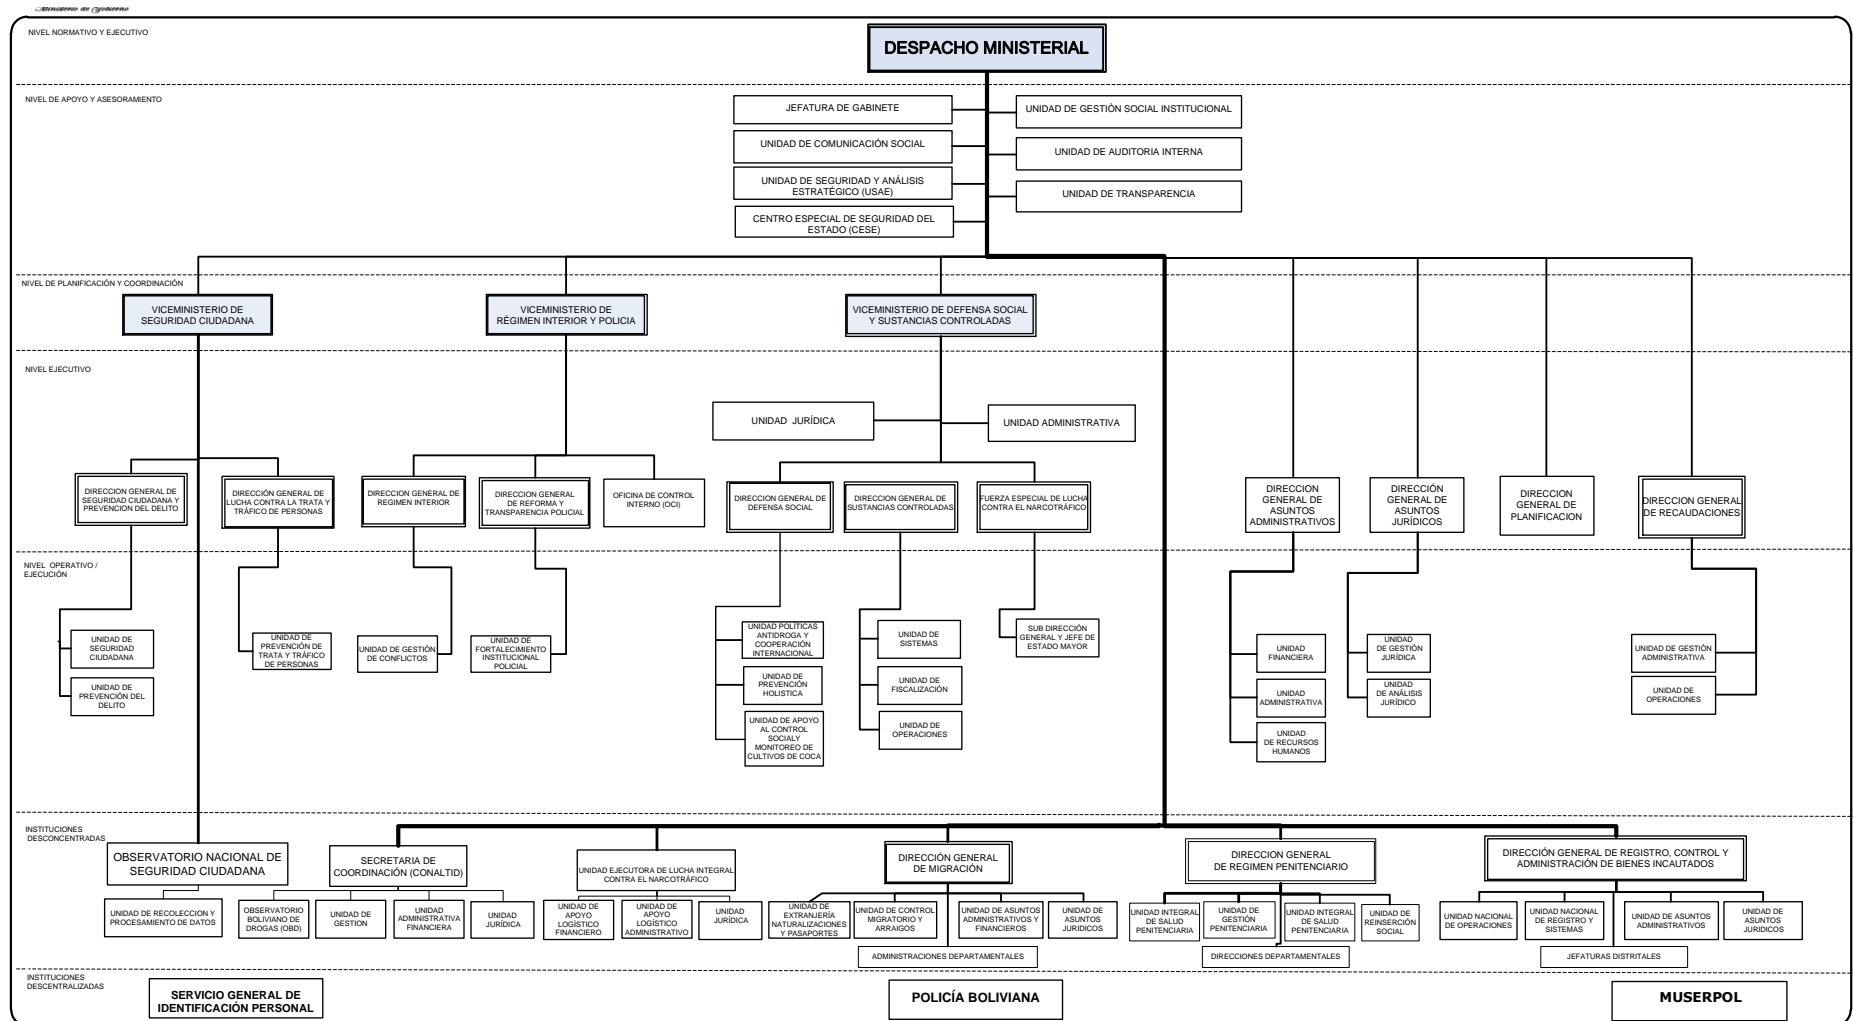 Ministerio de Gobierno
NIVEL NORMATIVO Y EJECUTIVO
DESPACHO MINISTERIAL
NIVEL DE APOYO Y ASESORAMIENTO
JEFATURA DE GABINETE
UNIDAD DE GESTIÓN SOCIAL INSTITUCIONAL
UNIDAD DE COMUNICACIÓN SOCIAL
UNIDAD DE AUDITORIA INTERNA
UNIDAD DE SEGURIDAD Y ANÁLISIS
ESTRATÉGICO (USAE)
UNIDAD DE TRANSPARENCIA
CENTRO ESPECIAL DE SEGURIDAD DEL
ESTADO (CESE)
NIVEL DE PLANIFICACIÓN Y COORDINACIÓN
VICEMINISTERIO DE
SEGURIDAD CIUDADANA
VICEMINISTERIO DE
RÉGIMEN INTERIOR Y POLICIA
VICEMINISTERIO DE DEFENSA SOCIAL
Y SUSTANCIAS CONTROLADAS
NIVEL EJECUTIVO
UNIDAD JURÍDICA
UNIDAD ADMINISTRATIVA
DIRECCION GENERAL DE
SEGURIDAD CIUDADANA Y
PREVENCION DEL DELITO
DIRECCIÓN GENERAL DE
LUCHA CONTRA LA TRATA Y
TRÁFICO DE PERSONAS
DIRECCION GENERAL DE
REGIMEN INTERIOR
DIRECCION GENERAL
DE REFORMA Y
TRANSPARENCIA POLICIAL
OFICINA DE CONTROL
INTERNO (OCI)
DIRECCION GENERAL DE
DEFENSA SOCIAL
DIRECCION GENERAL DE
SUSTANCIAS CONTROLADAS
FUERZA ESPECIAL DE LUCHA
CONTRA EL NARCOTRÁFICO
DIRECCION
GENERAL DE
ASUNTOS
ADMINISTRATIVOS
DIRECCIÓN
GENERAL DE
ASUNTOS
JURÍDICOS
DIRECCION
GENERAL DE
PLANIFICACION
DIRECCION GENERAL
DE RECAUDACIONES
NIVEL OPERATIVO /
EJECUCIÓN
UNIDAD DE
SEGURIDAD
CIUDADANA
UNIDAD DE
PREVENCIÓN DEL
DELITO
UNIDAD DE
PREVENCIÓN DE
TRATA Y TRÁFICO
DE PERSONAS
UNIDAD DE GESTIÓN
DE CONFLICTOS
UNIDAD DE
FORTALECIMIENTO
INSTITUCIONAL
POLICIAL
UNIDAD POLÍTICAS
ANTIDROGA Y
COOPERACIÓN
INTERNACIONAL
UNIDAD DE
PREVENCIÓN
HOLISTICA
UNIDAD DE APOYO
AL CONTROL
SOCIALY
MONITOREO DE
CULTIVOS DE COCA
UNIDAD DE
SISTEMAS
UNIDAD DE
FISCALIZACIÓN
UNIDAD DE
OPERACIONES
SUB DIRECCIÓN
GENERAL Y JEFE DE
ESTADO MAYOR
UNIDAD
FINANCIERA
UNIDAD
ADMINISTRATIVA
UNIDAD
DE RECURSOS
HUMANOS
UNIDAD
DE GESTIÓN
JURÍDICA
UNIDAD
DE ANÁLISIS
JURÍDICO
UNIDAD DE GESTIÓN
ADMINISTRATIVA
UNIDAD DE
OPERACIONES
INSTITUCIONES
DESCONCENTRADAS
OBSERVATORIO NACIONAL DE
SEGURIDAD CIUDADANA
UNIDAD DE RECOLECCION Y
PROCESAMIENTO DE DATOS
SECRETARIA DE
COORDINACIÓN (CONALTID)
OBSERVATORIO
BOLIVIANO DE
DROGAS (OBD)
UNIDAD DE
GESTION
UNIDAD
ADMINISTRATIVA
FINANCIERA
UNIDAD
JURÍDICA
UNIDAD EJECUTORA DE LUCHA INTEGRAL
CONTRA EL NARCOTRÁFICO
UNIDAD DE
APOYO
LOGÍSTICO
FINANCIERO
UNIDAD DE
APOYO
LOGÍSTICO
ADMINISTRATIVO
UNIDAD
JURÍDICA
DIRECCIÓN GENERAL
DE MIGRACIÓN
UNIDAD DE
EXTRANJERÍA
NATURALIZACIONES
Y PASAPORTES
UNIDAD DE CONTROL
MIGRATORIO Y
ARRAIGOS
UNIDAD DE ASUNTOS
ADMINISTRATIVOS Y
FINANCIEROS
UNIDAD DE
ASUNTOS
JURIDICOS
ADMINISTRACIONES DEPARTAMENTALES
DIRECCION GENERAL
DE REGIMEN PENITENCIARIO
UNIDAD INTEGRAL
DE SALUD
PENITENCIARIA
UNIDAD DE
GESTIÓN
PENITENCIARIA
UNIDAD INTEGRAL
DE SALUD
PENITENCIARIA
UNIDAD DE
REINSERCIÓN
SOCIAL
DIRECCIONES DEPARTAMENTALES
DIRECCIÓN GENERAL DE REGISTRO, CONTROL Y
ADMINISTRACIÓN DE BIENES INCAUTADOS
UNIDAD NACIONAL
DE OPERACIONES
UNIDAD NACIONAL
DE REGISTRO Y
SISTEMAS
UNIDAD DE ASUNTOS
ADMINISTRATIVOS
UNIDAD DE
ASUNTOS
JURIDICOS
JEFATURAS DISTRITALES
INSTITUCIONES
DESCENTRALIZADAS
SERVICIO GENERAL DE
IDENTIFICACIÓN PERSONAL
POLICÍA BOLIVIANA
MUSERPOL